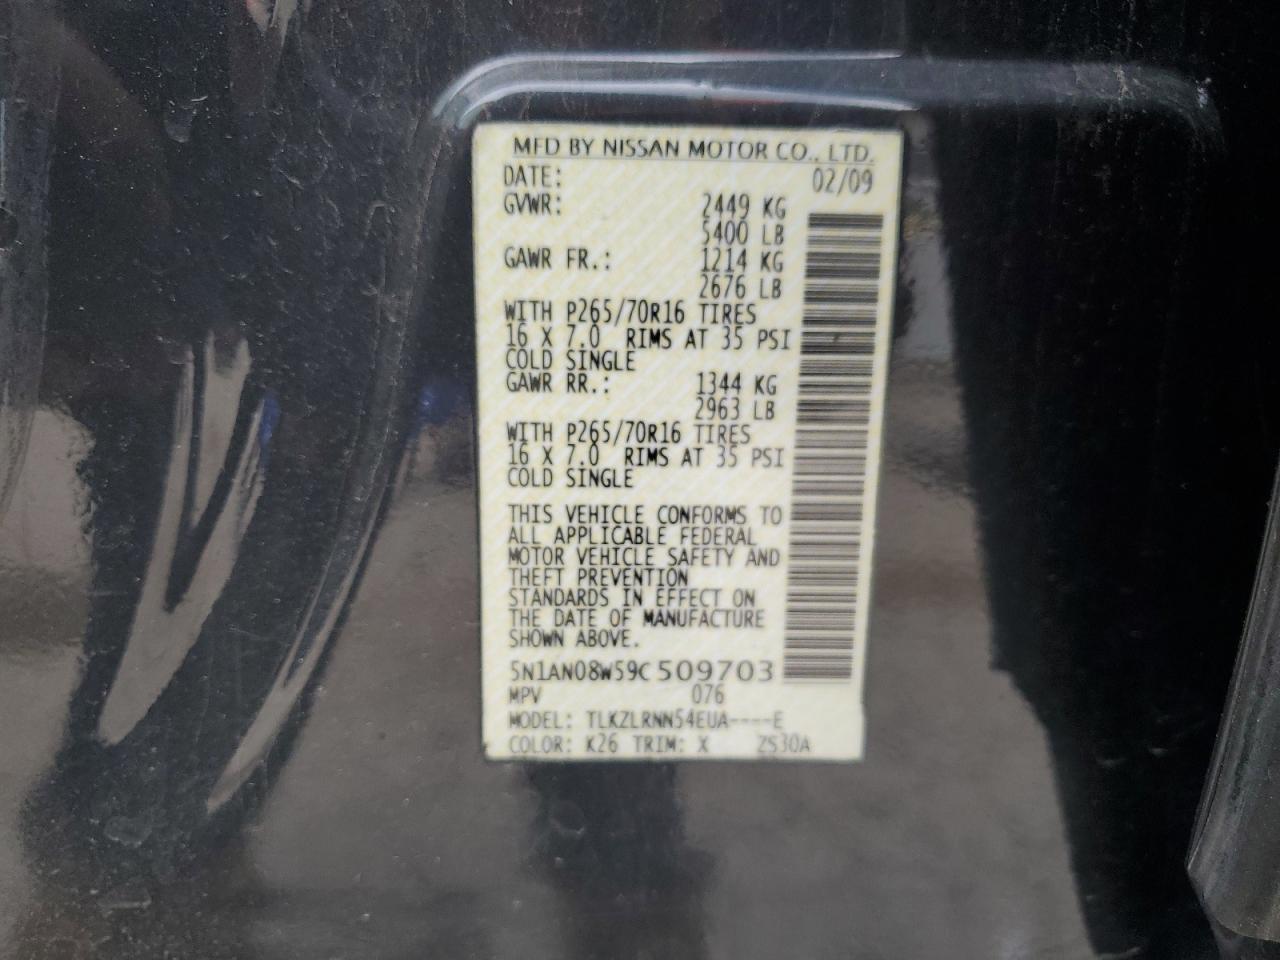 MFD BY NISSAN MOTOR CO., LTD.
DATE: 02/09
GVWR: 2449 KG
5400 LB
GAWR FR.: 1214 KG
2676 LB
WITH P265/70R16 TIRES
16 X 7.0 RIMS AT 35 PSI
COLD SINGLE
GAWR RR.: 1344 KG
2963 LB
WITH P265/70R16 TIRES
16 X 7.0 RIMS AT 35 PSI
COLD SINGLE
THIS VEHICLE CONFORMS TO
ALL APPLICABLE FEDERAL
MOTOR VEHICLE SAFETY AND
THEFT PREVENTION
STANDARDS IN EFFECT ON
THE DATE OF MANUFACTURE
SHOWN ABOVE.
5N1AN08W59C509703
MPV 076
MODEL: TLKZLRNN54EUA----E
COLOR: K26 TRIM: X ZS30A